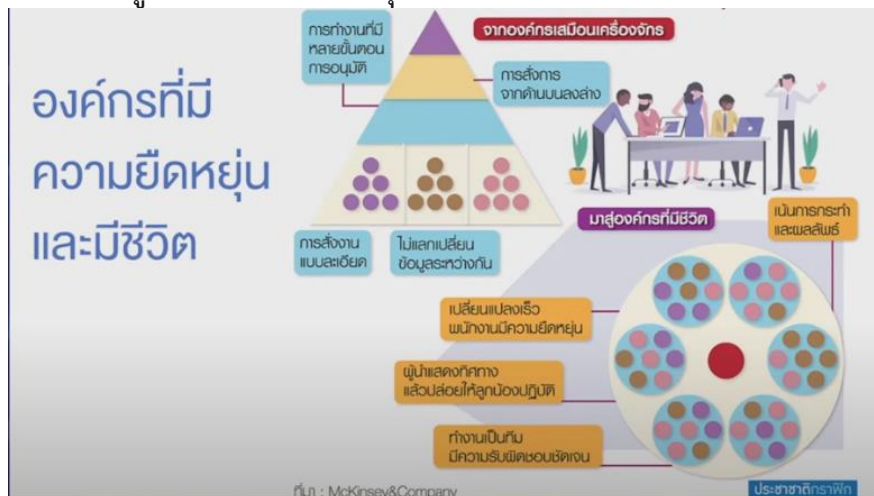 การทำงานที่มี
หลายขั้นตอน
การอนุมัติ
จากองค์กรเสมือนเครื่องจักร
การสั่งการ
จากด้านบนลงล่าง
องค์กรที่มี
ความยืดหยุ่น
และมีชีวิต
การสั่งงาน
แบบละเอียด
ไม่แลกเปลี่ยน
ข้อมูลระหว่างกัน
มาสู่องค์กรที่มีชีวิต
เน้นการกระทำ
และผลลัพธ์
เปลี่ยนแปลงเร็ว
พนักงานมีความยืดหยุ่น
ผู้นำแสดงทิศทาง
แล้วปล่อยให้ลูกน้องปฏิบัติ
ทำงานเป็นทีม
มีความรับผิดชอบชัดเจน
ที่มา : McKinsey&Company
ประชาชาติกราฟิก